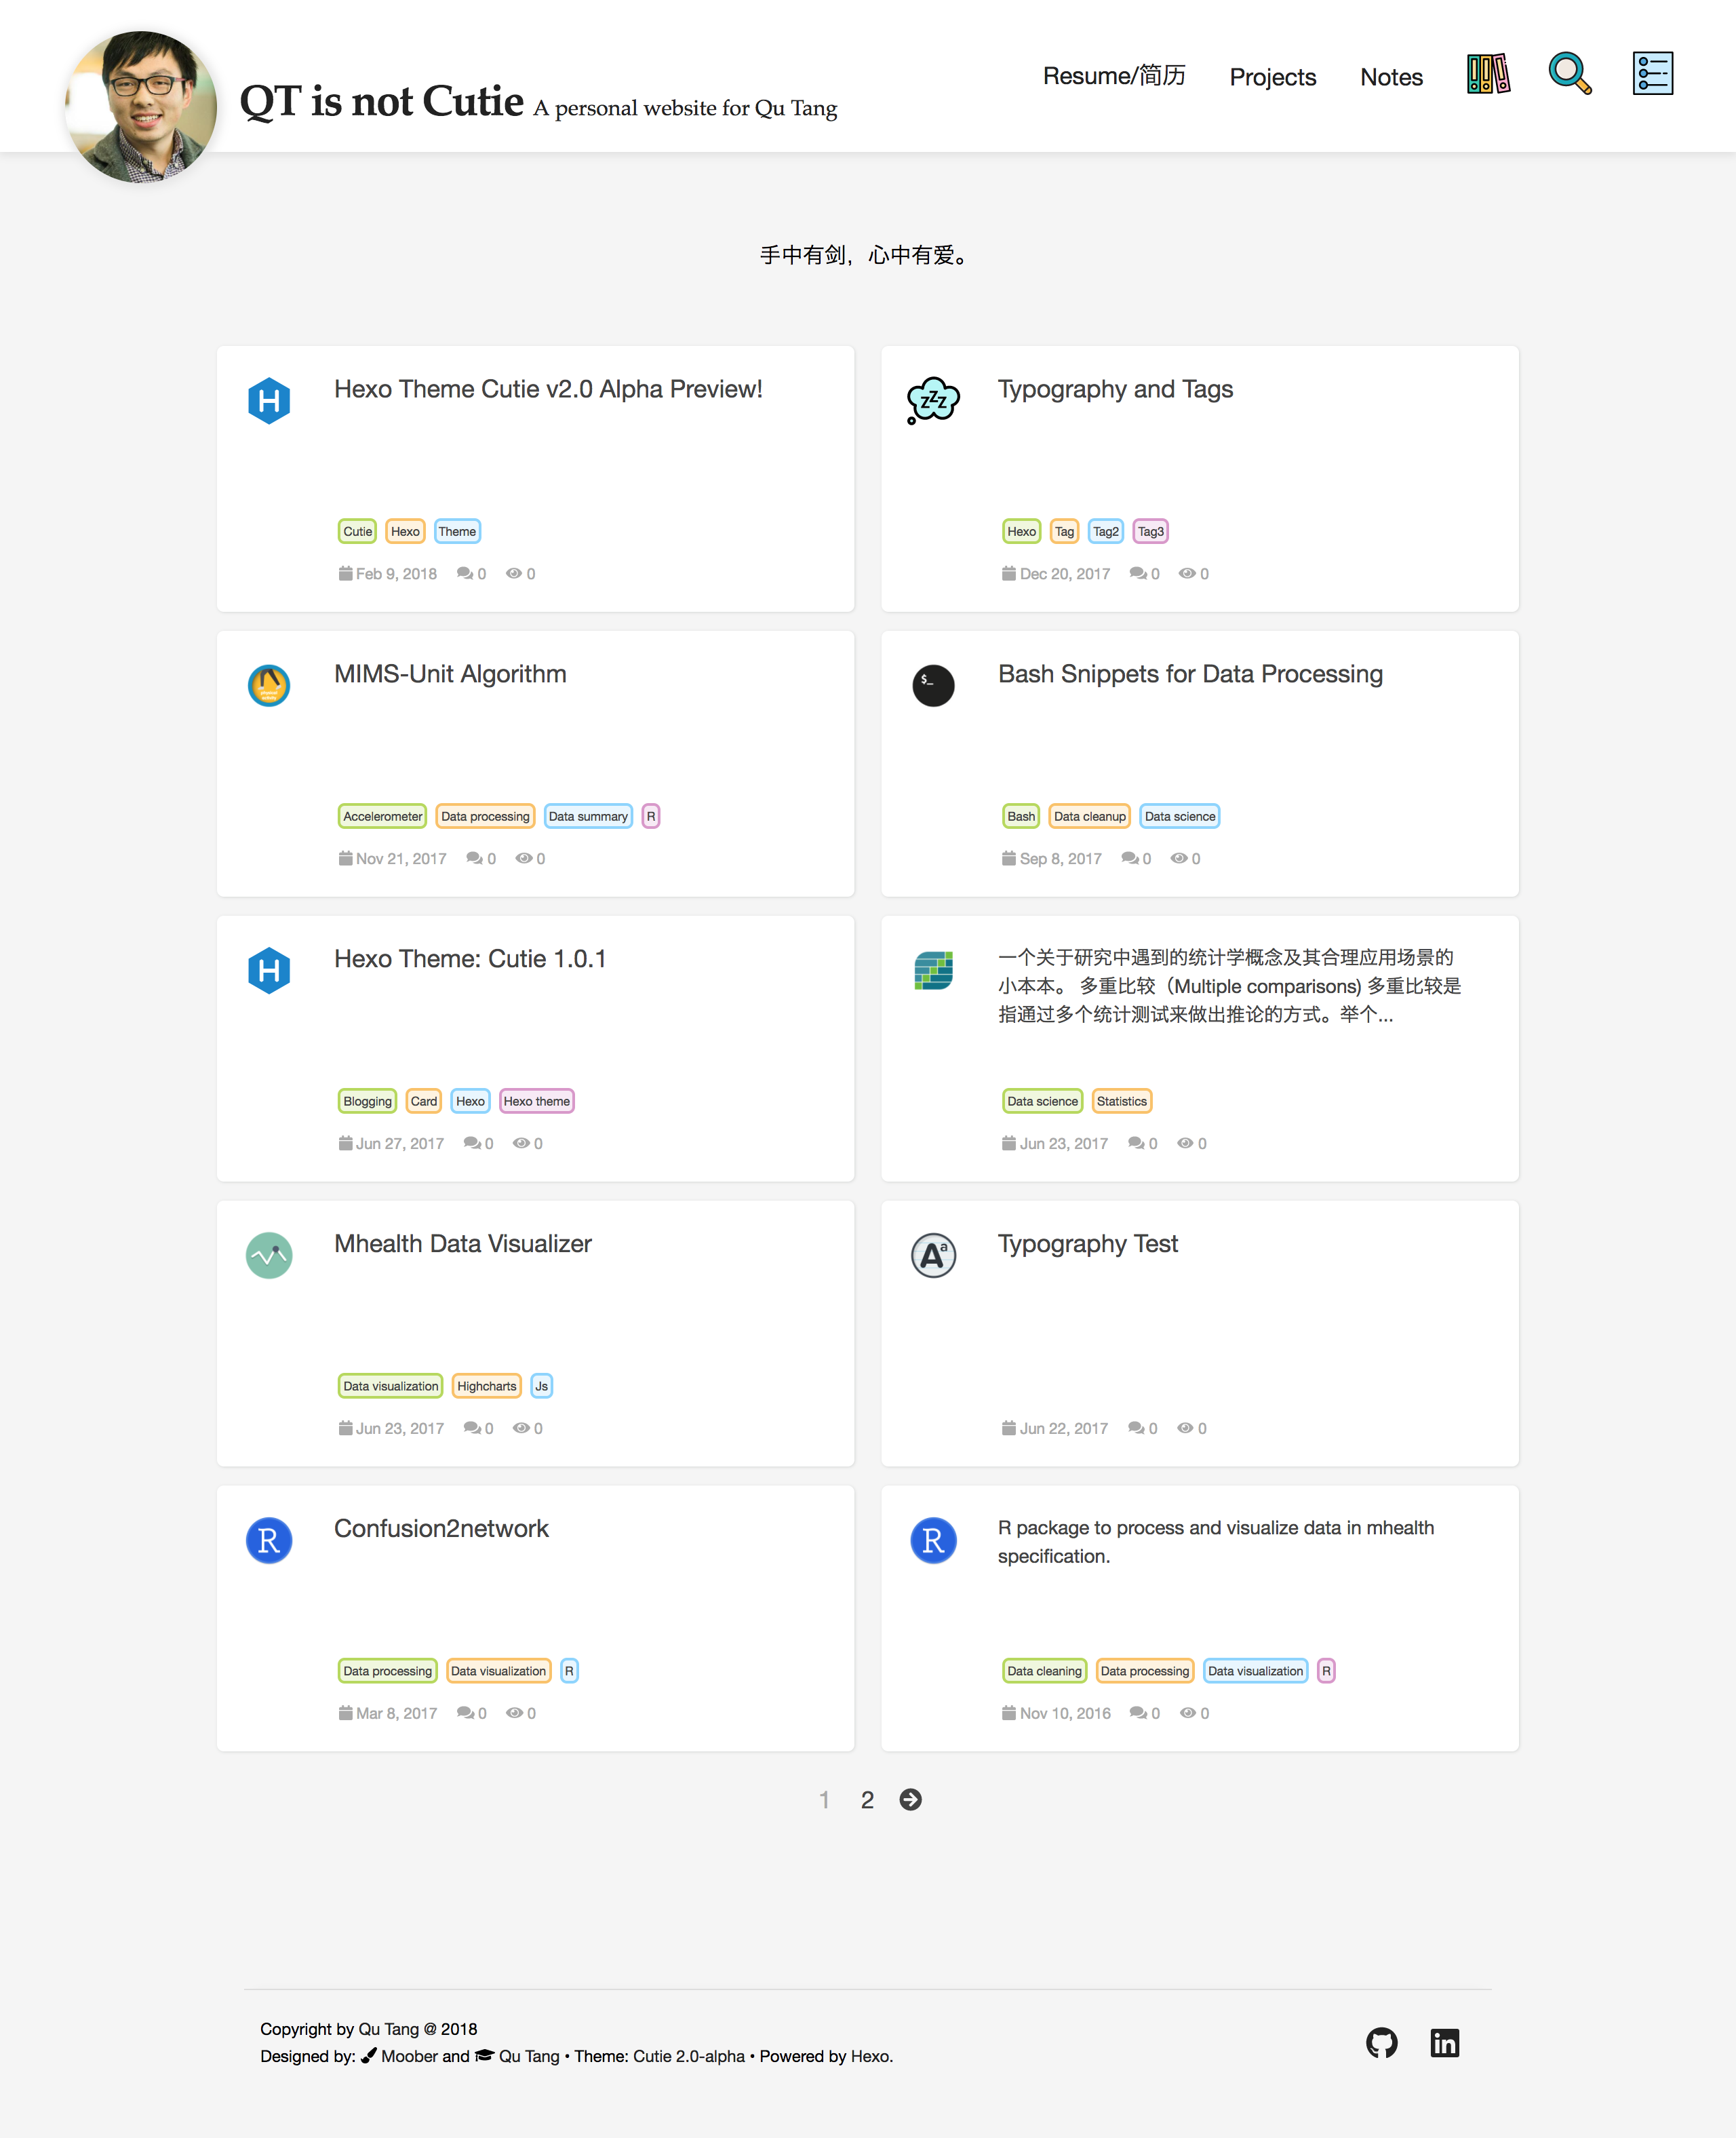 QT is not Cutie A personal website for Qu Tang
Resume/简历 Projects Notes
手中有剑，心中有爱。
H
Hexo Theme Cutie v2.0 Alpha Preview!
Cutie Hexo Theme
Feb 9, 2018 0 0
zZZ
Typography and Tags
Hexo Tag Tag2 Tag3
Dec 20, 2017 0 0
MIMS-Unit Algorithm
Accelerometer Data processing Data summary R
Nov 21, 2017 0 0
$_
Bash Snippets for Data Processing
Bash Data cleanup Data science
Sep 8, 2017 0 0
H
Hexo Theme: Cutie 1.0.1
Blogging Card Hexo Hexo theme
Jun 27, 2017 0 0
一个关于研究中遇到的统计学概念及其合理应用场景的
小本本。 多重比较（Multiple comparisons) 多重比较是
指通过多个统计测试来做出推论的方式。举个...
Data science Statistics
Jun 23, 2017 0 0
Mhealth Data Visualizer
Data visualization Highcharts Js
Jun 23, 2017 0 0
Aa
Typography Test
Jun 22, 2017 0 0
R
Confusion2network
Data processing Data visualization R
Mar 8, 2017 0 0
R
R package to process and visualize data in mhealth
specification.
Data cleaning Data processing Data visualization R
Nov 10, 2016 0 0
1 2
Copyright by Qu Tang @ 2018
Designed by: Moober and Qu Tang • Theme: Cutie 2.0-alpha • Powered by Hexo.
in